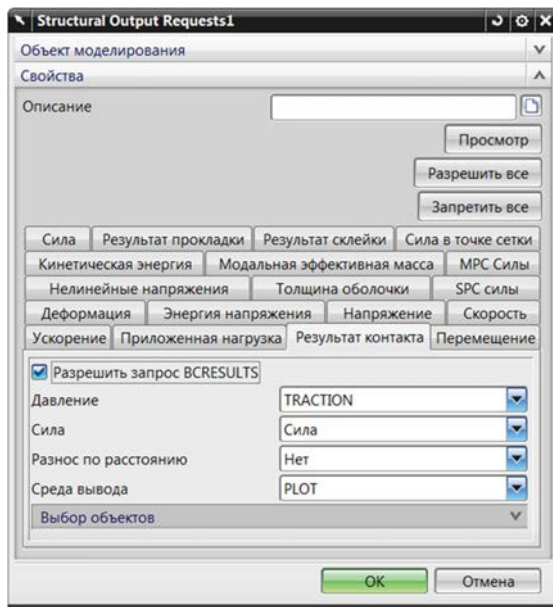 Structural Output Requests1
Объект моделирования
Свойства
Описание
Просмотр
Разрешить все
Запретить все
Сила Результат прокладки Результат склейки Сила в точке сетки
Кинетическая энергия Модальная эффективная масса MPC Силы
Нелинейные напряжения Толщина оболочки SPC силы
Деформация Энергия напряжения Напряжение Скорость
Ускорение Приложенная нагрузка Результат контакта Перемещение
Разрешить запрос BCRESULTS
Давление TRACTION
Сила Сила
Разнос по расстоянию Нет
Среда вывода PLOT
Выбор объектов
OK Отмена